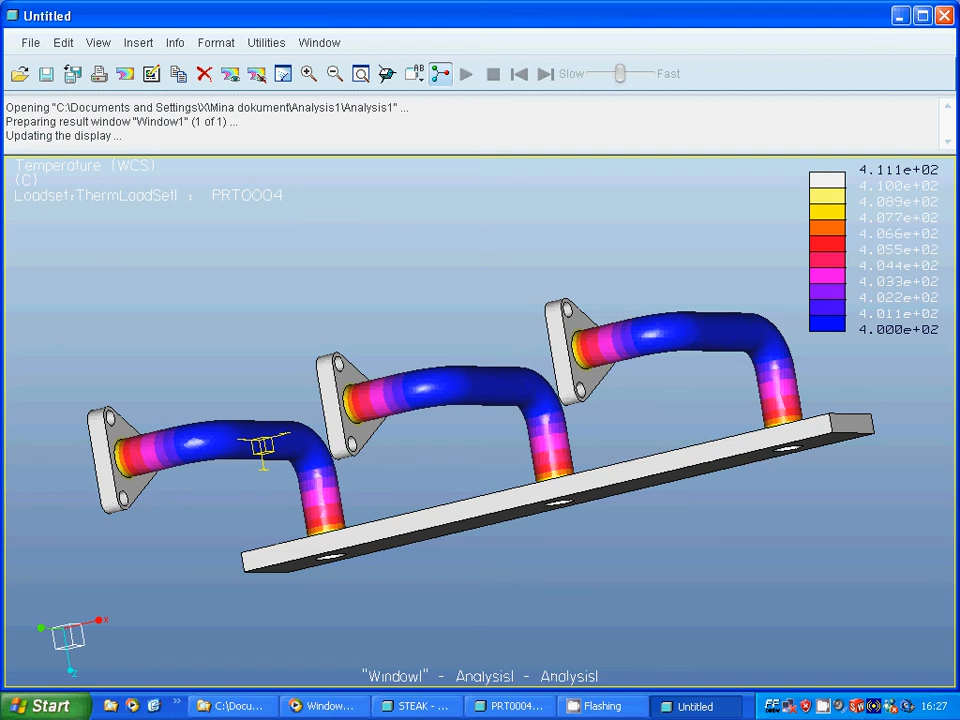 Untitled
File Edit View Insert Info Format Utilities Window
AB
Slow Fast
Opening "C:\Documents and Settings\X\Mina dokument\Analysis1\Analysis1" ...
Preparing result window "Window1" (1 of 1) ...
Updating the display ...
Temperature (WCS)
(C)
Loadset:ThermLoadSet1 : PRT0004
4.111e+02
4.100e+02
4.089e+02
4.077e+02
4.066e+02
4.055e+02
4.044e+02
4.033e+02
4.022e+02
4.011e+02
4.000e+02
X
Z
"Window1" - Analysis1 - Analysis1
Start
C:\Docu...
Window...
STEAK - ...
PRT0004...
Flashing
Untitled
16:27